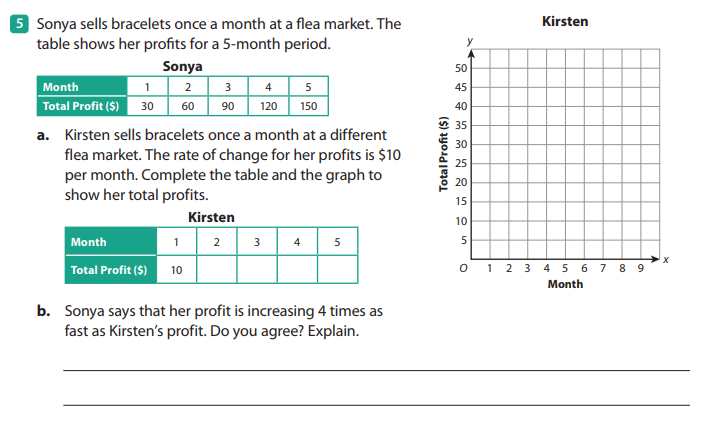 5 Sonya sells bracelets once a month at a flea market. The
table shows her profits for a 5-month period.
Sonya
Month 1 2 3 4 5
Total Profit ($) 30 60 90 120 150
a. Kirsten sells bracelets once a month at a different
flea market. The rate of change for her profits is $10
per month. Complete the table and the graph to
show her total profits.
Kirsten
Month 1 2 3 4 5
Total Profit ($) 10
b. Sonya says that her profit is increasing 4 times as
fast as Kirsten's profit. Do you agree? Explain.
Kirsten
y
50
45
40
35
30
25
20
15
10
5
Total Profit ($)
O 1 2 3 4 5 6 7 8 9 x
Month